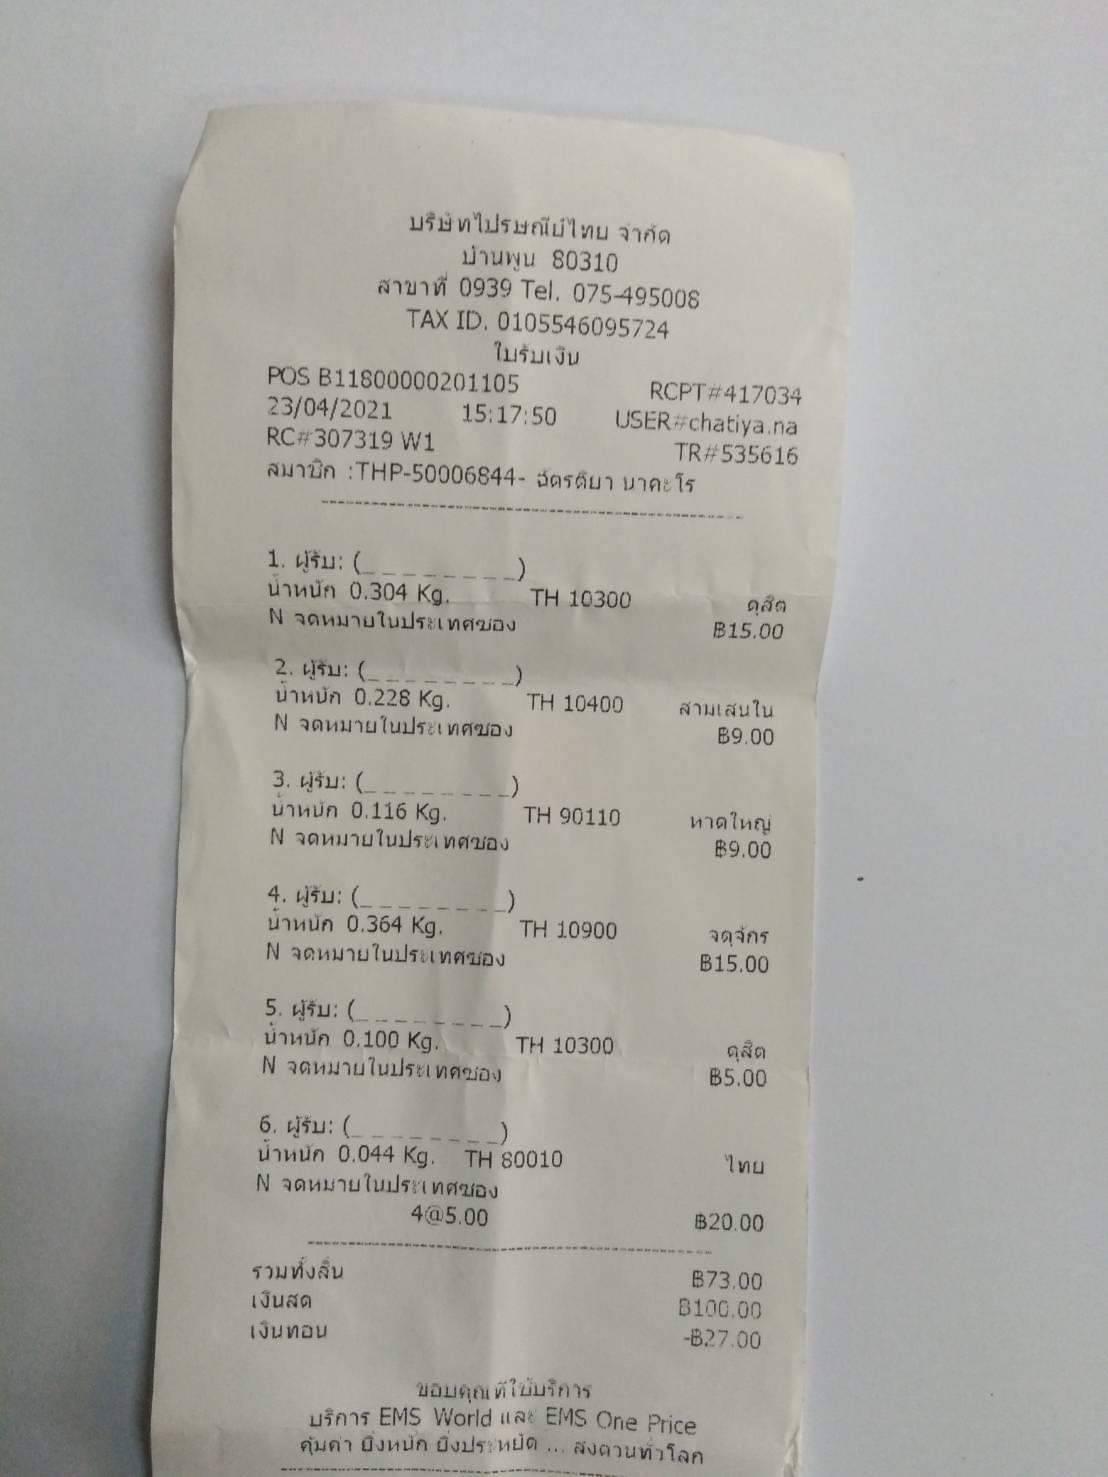 บริษัทไปรษณีย์ไทย จำกัด
บ้านพูน 80310
สาขาที่ 0939 Tel. 075-495008
TAX ID. 0105546095724
ใบรับเงิน
POS B11800000201105 RCPT#417034
23/04/2021 15:17:50 USER#chatiya.na
RC#307319 W1 TR#535616
สมาชิก :THP-50006844- ฉัตรติยา นาคะโร
1. ผู้รับ: (_ _ _ _ _ _ _ _)
น้ำหนัก 0.304 Kg. TH 10300 ดุสิต
N จดหมายในประเทศซอง ฿15.00
2. ผู้รับ: (_ _ _ _ _ _ _ _)
น้ำหนัก 0.228 Kg. TH 10400 สามเสนใน
N จดหมายในประเทศซอง ฿9.00
3. ผู้รับ: (_ _ _ _ _ _ _ _)
น้ำหนัก 0.116 Kg. TH 90110 หาดใหญ่
N จดหมายในประเทศซอง ฿9.00
4. ผู้รับ: (_ _ _ _ _ _ _ _)
น้ำหนัก 0.364 Kg. TH 10900 จตุจักร
N จดหมายในประเทศซอง ฿15.00
5. ผู้รับ: (_ _ _ _ _ _ _ _)
น้ำหนัก 0.100 Kg. TH 10300 ดุสิต
N จดหมายในประเทศซอง ฿5.00
6. ผู้รับ: (_ _ _ _ _ _ _ _)
น้ำหนัก 0.044 Kg. TH 80010 ไทย
N จดหมายในประเทศซอง
4@5.00 ฿20.00
รวมทั้งสิ้น ฿73.00
เงินสด ฿100.00
เงินทอน -฿27.00
ขอบคุณที่ใช้บริการ
บริการ EMS World และ EMS One Price
คุ้มค่า ยิ่งหนัก ยิ่งประหยัด ... ส่งด่วนทั่วโลก